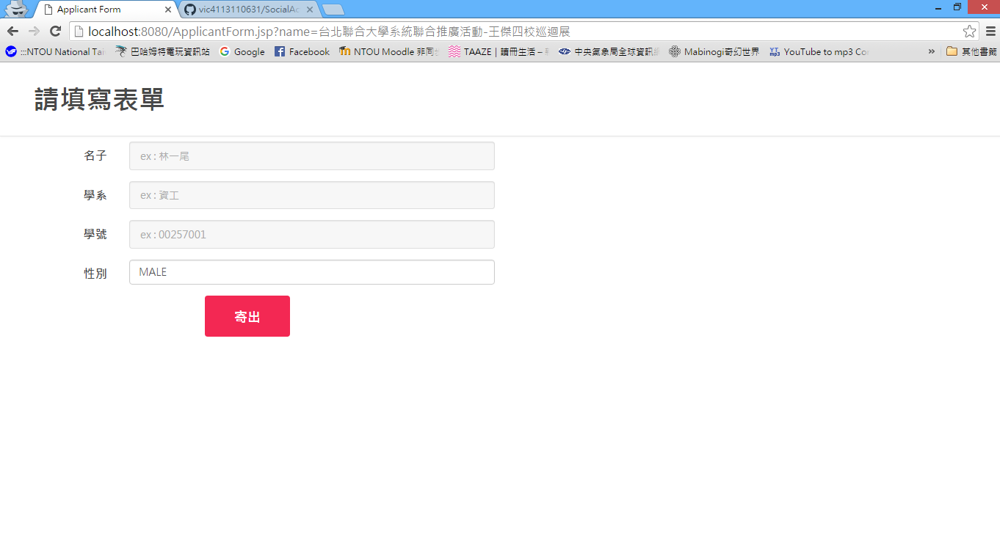 Applicant Form
vic4113110631/SocialAc
localhost:8080/ApplicantForm.jsp?name=台北聯合大學系統聯合推廣活動-王傑四校巡迴展
:::NTOU National Tai 巴哈姆特電玩資訊站 Google Facebook NTOU Moodle 非同步 TAAZE | 讀冊生活 – 中央氣象局全球資訊網 Mabinogi奇幻世界 YouTube to mp3 Co » 其他書籤
請填寫表單
名子 ex : 林一尾
學系 ex : 資工
學號 ex : 00257001
性別 MALE
寄出